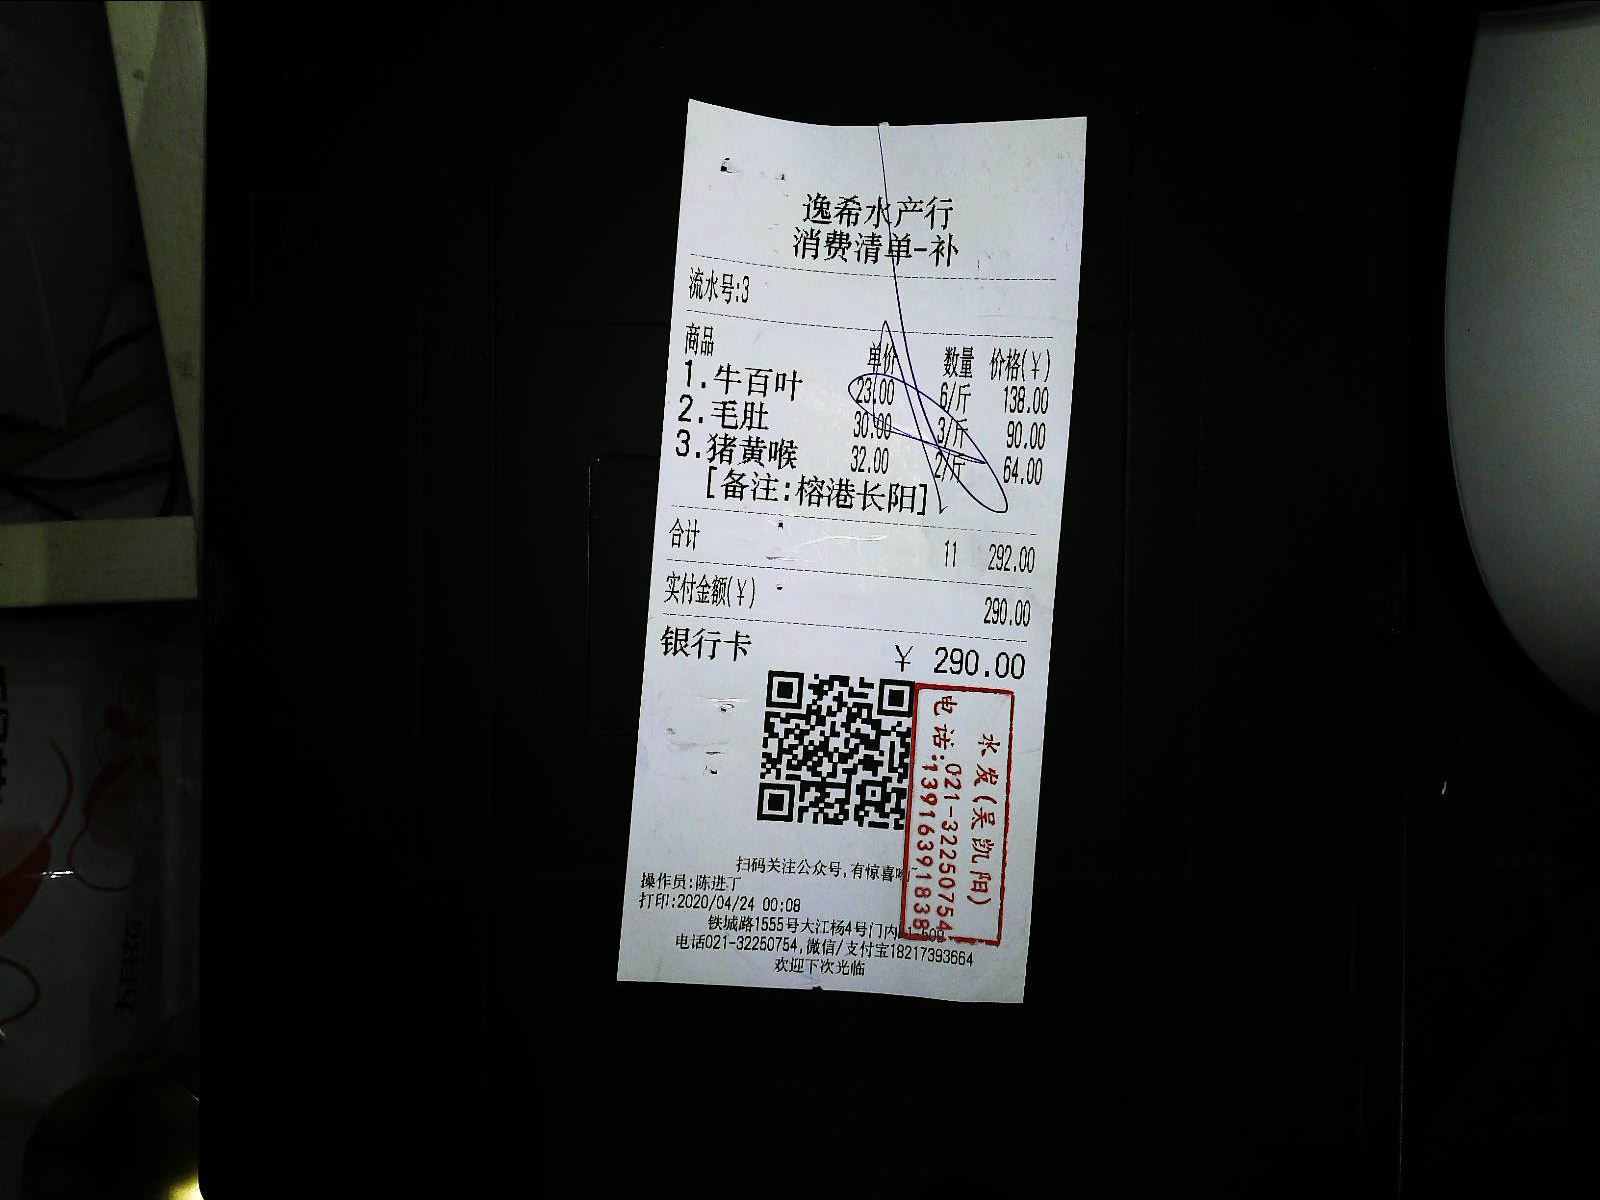 逸希水产行
消费清单-补
流水号:3
商品 单价 数量 价格(¥)
1.牛百叶 23.00 6/斤 138.00
2.毛肚 30.00 3/斤 90.00
3.猪黄喉 32.00 2/斤 64.00
[备注:榕港长阳]
合计 11 292.00
实付金额(¥) 290.00
银行卡 ¥ 290.00
水发(吴凯阳)
电话:021-32250754
13916391838
扫码关注公众号,有惊喜
操作员:陈进丁
打印:2020/04/24 00:08
铁城路1555号大江杨4号门内
电话021-32250754,微信/支付宝18217393664
欢迎下次光临